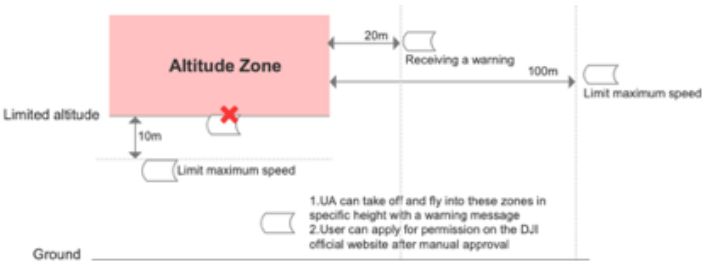 20m
Receiving a warning
Altitude Zone
100m
Limit maximum speed
Limited altitude
10m
Limit maximum speed
1.UA can take off and fly into these zones in
specific height with a warning message
2.User can apply for permission on the DJI
official website after manual approval
Ground